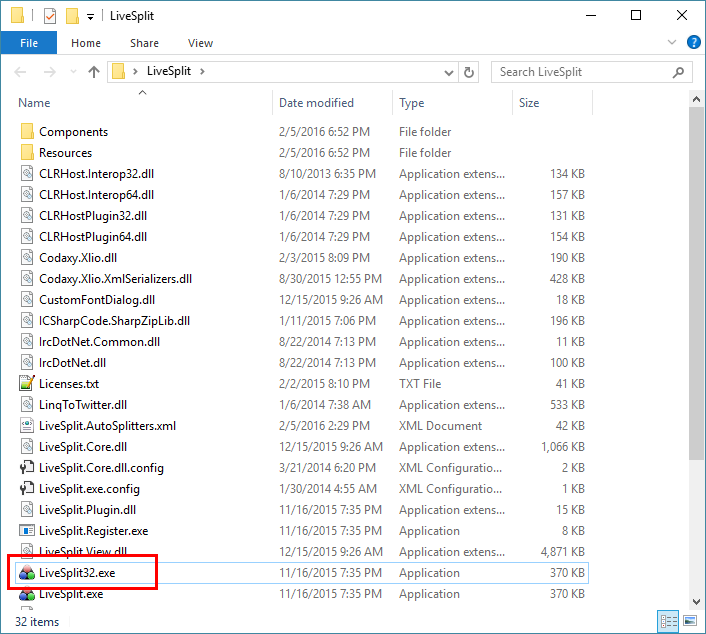 LiveSplit
File Home Share View
LiveSplit Search LiveSplit
Name Date modified Type Size
Components 2/5/2016 6:52 PM File folder
Resources 2/5/2016 6:52 PM File folder
CLRHost.Interop32.dll 8/10/2013 6:35 PM Application extens... 134 KB
CLRHost.Interop64.dll 1/6/2014 7:29 PM Application extens... 157 KB
CLRHostPlugin32.dll 1/6/2014 7:29 PM Application extens... 131 KB
CLRHostPlugin64.dll 1/6/2014 7:29 PM Application extens... 154 KB
Codaxy.Xlio.dll 2/3/2015 8:09 PM Application extens... 190 KB
Codaxy.Xlio.XmlSerializers.dll 8/30/2015 12:55 PM Application extens... 428 KB
CustomFontDialog.dll 12/15/2015 9:26 AM Application extens... 18 KB
ICSharpCode.SharpZipLib.dll 1/11/2015 7:06 PM Application extens... 196 KB
IrcDotNet.Common.dll 8/22/2014 7:13 PM Application extens... 11 KB
IrcDotNet.dll 8/22/2014 7:13 PM Application extens... 100 KB
Licenses.txt 2/2/2015 8:10 PM TXT File 41 KB
LinqToTwitter.dll 1/6/2014 7:38 AM Application extens... 533 KB
LiveSplit.AutoSplitters.xml 2/5/2016 2:29 PM XML Document 42 KB
LiveSplit.Core.dll 12/15/2015 9:26 AM Application extens... 1,066 KB
LiveSplit.Core.dll.config 3/21/2014 6:20 PM XML Configuratio... 2 KB
LiveSplit.exe.config 1/30/2014 4:55 AM XML Configuratio... 1 KB
LiveSplit.Plugin.dll 11/16/2015 7:35 PM Application extens... 15 KB
LiveSplit.Register.exe 11/16/2015 7:35 PM Application 8 KB
LiveSplit.View.dll 12/15/2015 9:26 AM Application extens... 4,871 KB
LiveSplit32.exe 11/16/2015 7:35 PM Application 370 KB
LiveSplit.exe 11/16/2015 7:35 PM Application 370 KB
32 items